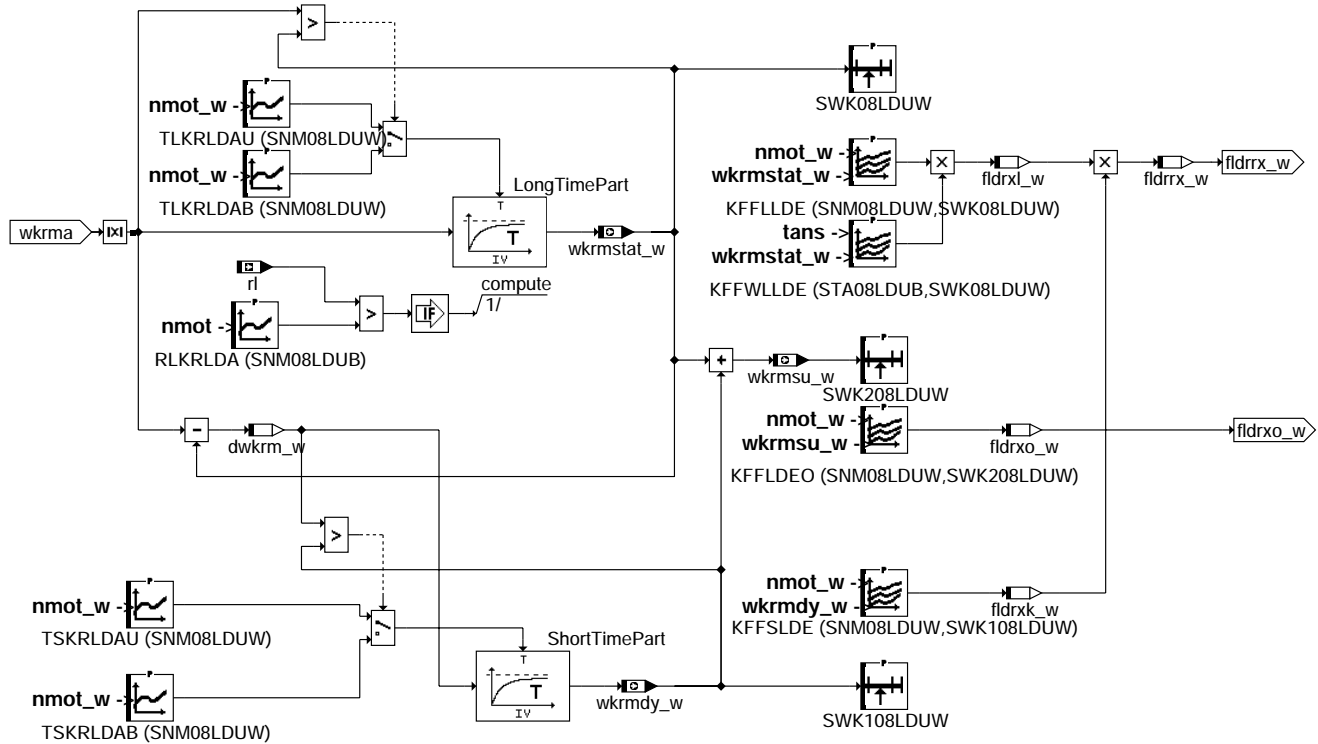 P
>
SWK08LDUW
P
nmot_w
TLKRLDAU (SNM08LDUW)
P
nmot_w
TLKRLDAB (SNM08LDUW)
P
nmot_w
wkrmstat_w
KFFLLDE (SNM08LDUW,SWK08LDUW)
×
fldrxl_w
×
fldrrx_w
fldrrx_w
LongTimePart
T
T
IV
wkrma
|x|
wkrmstat_w
P
tans
wkrmstat_w
KFFWLLDE (STA08LDUB,SWK08LDUW)
rl
P
nmot
RLKRLDA (SNM08LDUB)
>
IF
compute
1/
+
wkrmsu_w
P
SWK208LDUW
-
dwkrm_w
P
nmot_w
wkrmsu_w
KFFLDEO (SNM08LDUW,SWK208LDUW)
fldrxo_w
fldrxo_w
>
P
nmot_w
TSKRLDAU (SNM08LDUW)
P
nmot_w
wkrmdy_w
KFFSLDE (SNM08LDUW,SWK108LDUW)
fldrxk_w
P
nmot_w
TSKRLDAB (SNM08LDUW)
ShortTimePart
T
T
IV
wkrmdy_w
P
SWK108LDUW